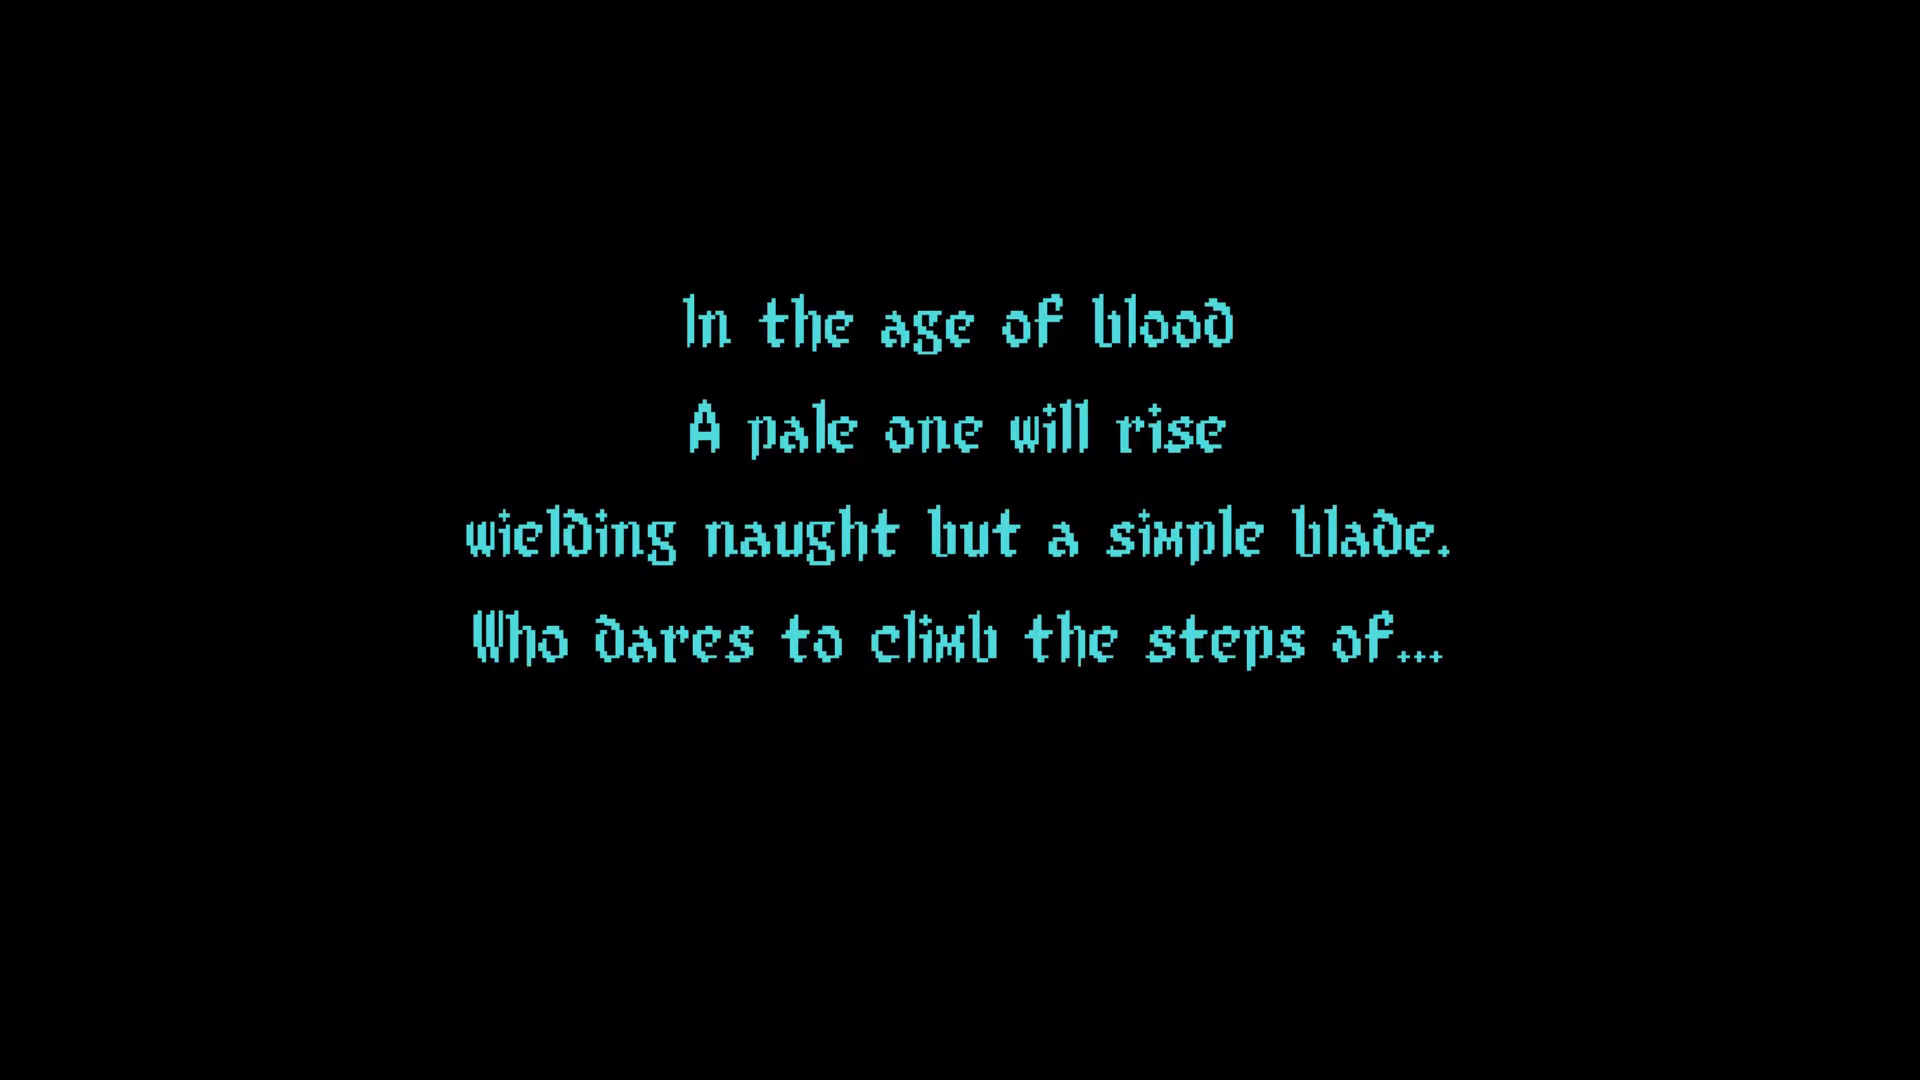 In the age of blood
A pale one will rise
wielding naught but a simple blade.
Who dares to climb the steps of...